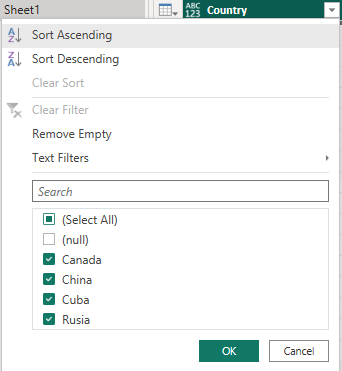 Sheet1
ABC
123
Country
A
Z
Sort Ascending
Z
A
Sort Descending
Clear Sort
Clear Filter
Remove Empty
Text Filters
Search
(Select All)
(null)
Canada
China
Cuba
Rusia
OK
Cancel